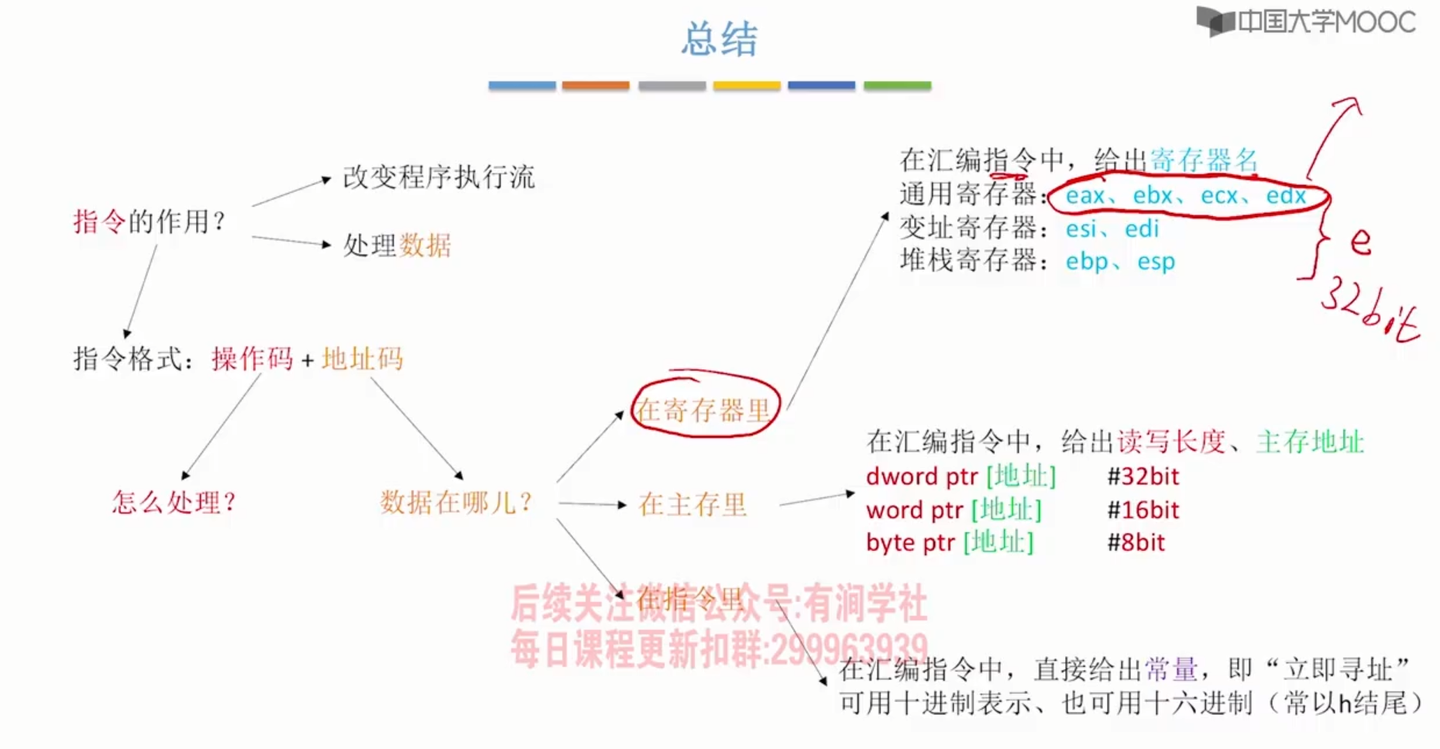 总结
中国大学MOOC
改变程序执行流
指令的作用？
处理数据
指令格式：操作码 + 地址码
怎么处理？
数据在哪儿？
在寄存器里
在主存里
在指令里
在汇编指令中，给出寄存器名
通用寄存器：eax、ebx、ecx、edx
变址寄存器：esi、edi
堆栈寄存器：ebp、esp
e
32bit
在汇编指令中，给出读写长度、主存地址
dword ptr [地址] #32bit
word ptr [地址] #16bit
byte ptr [地址] #8bit
后续关注微信公众号:有涧学社
每日课程更新扣群:299963939
在汇编指令中，直接给出常量，即“立即寻址”
可用十进制表示、也可用十六进制（常以h结尾）